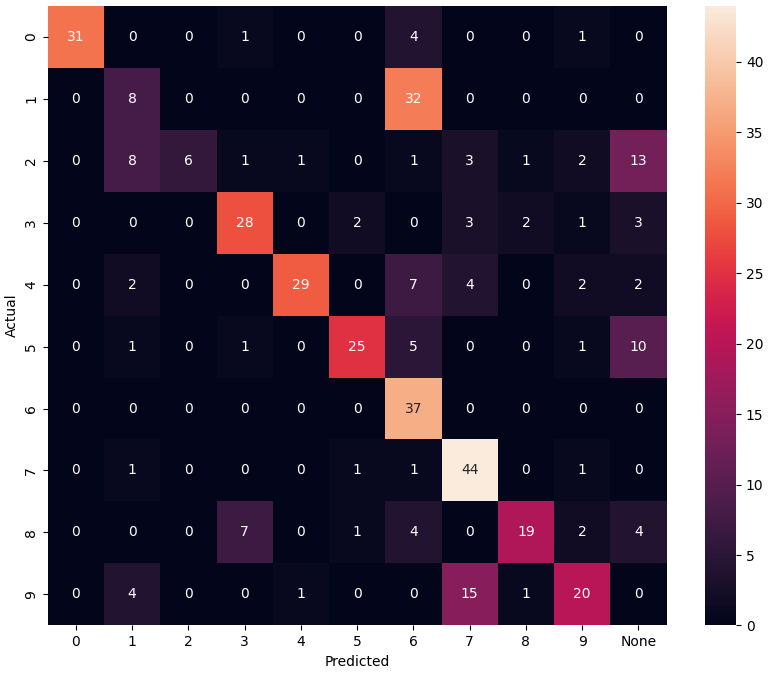 0 31 0 0 1 0 0 4 0 0 1 0
1 0 8 0 0 0 0 32 0 0 0 0
2 0 8 6 1 1 0 1 3 1 2 13
3 0 0 0 28 0 2 0 3 2 1 3
4 0 2 0 0 29 0 7 4 0 2 2
5 0 1 0 1 0 25 5 0 0 1 10
6 0 0 0 0 0 0 37 0 0 0 0
7 0 1 0 0 0 1 1 44 0 1 0
8 0 0 0 7 0 1 4 0 19 2 4
9 0 4 0 0 1 0 0 15 1 20 0
0 1 2 3 4 5 6 7 8 9 None
Predicted
Actual
40
35
30
25
20
15
10
5
0